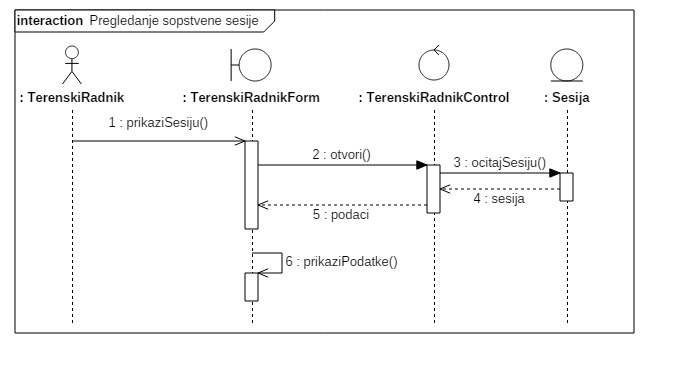 interaction Pregledanje sopstvene sesije
: TerenskiRadnik
: TerenskiRadnikForm
: TerenskiRadnikControl
: Sesija
1 : prikaziSesiju()
2 : otvori()
3 : ocitajSesiju()
4 : sesija
5 : podaci
6 : prikaziPodatke()